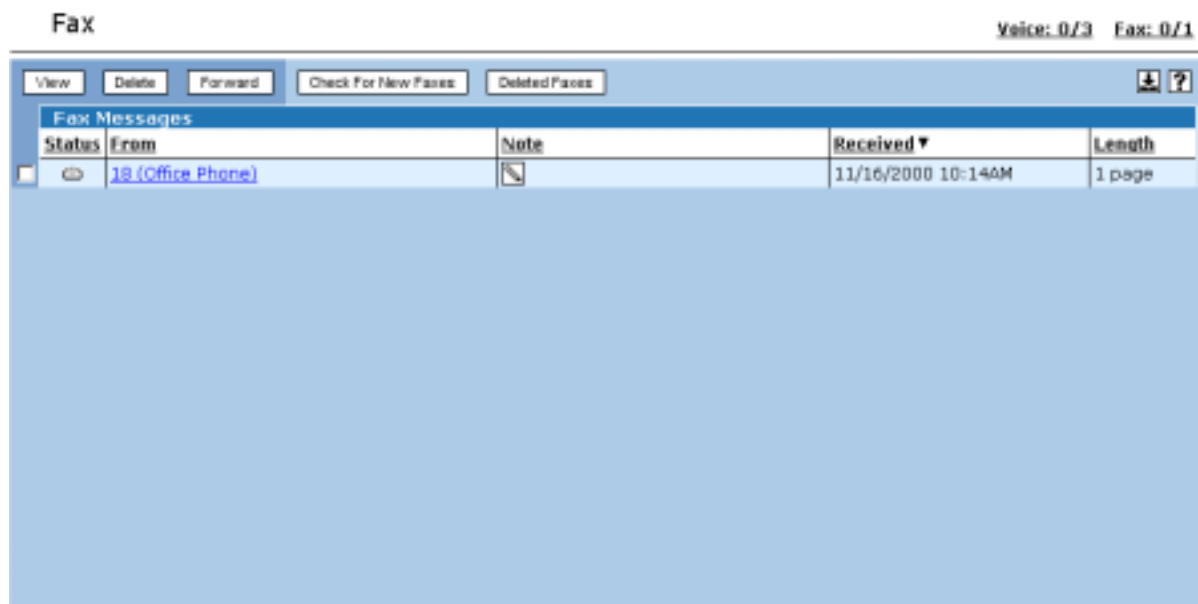 Fax
Voice: 0/3 Fax: 0/1
View Delete Forward Check For New Faxes Deleted Faxes ?
Fax Messages
Status From Note Received▼ Length
18 (Office Phone) 11/16/2000 10:14AM 1 page